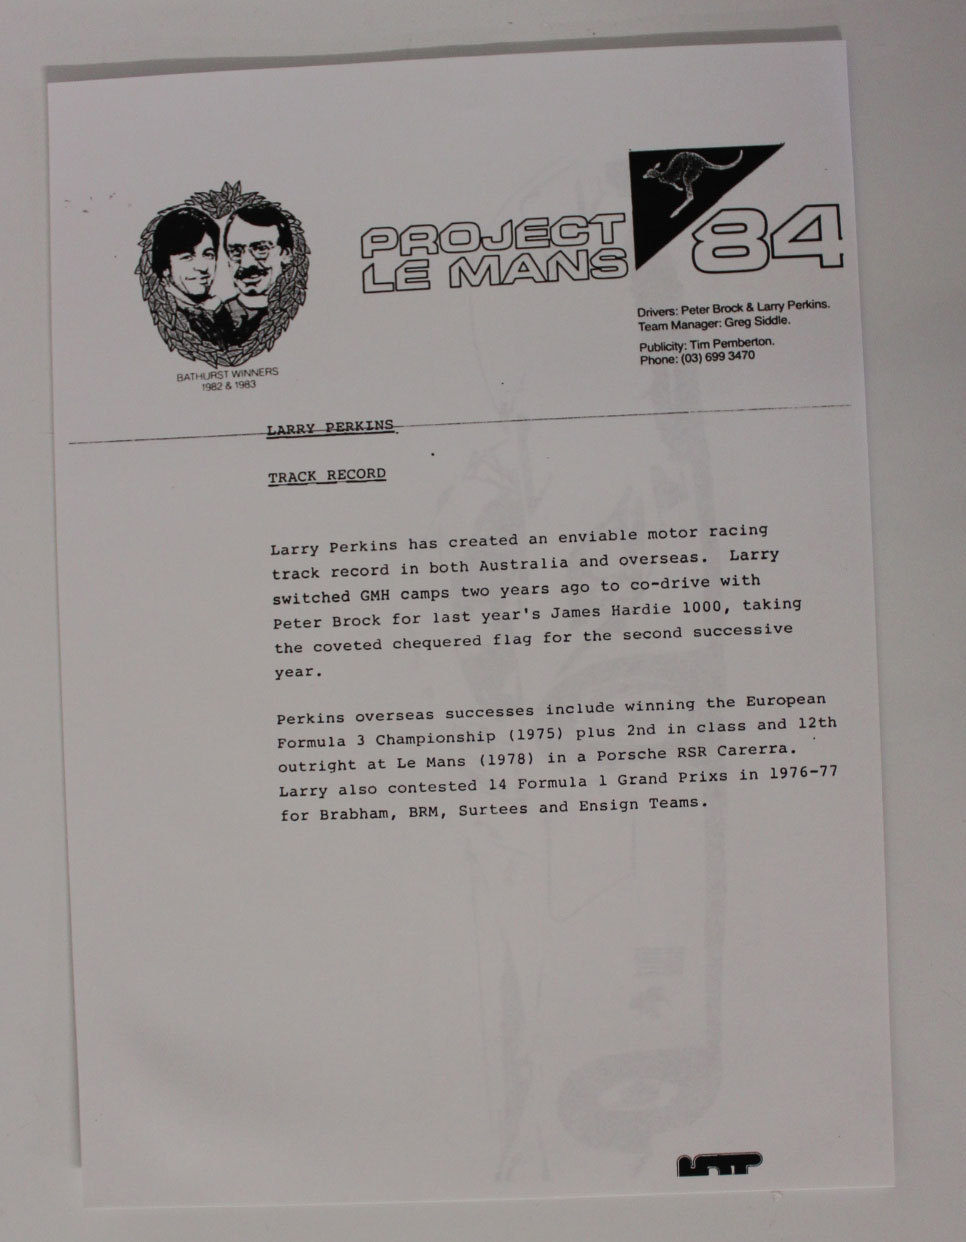 PROJECT
LE MANS
84
Drivers: Peter Brock & Larry Perkins.
Team Manager: Greg Siddle.
Publicity: Tim Pemberton.
Phone: (03) 699 3470
BATHURST WINNERS
1982 & 1983
LARRY PERKINS.
TRACK RECORD
Larry Perkins has created an enviable motor racing
track record in both Australia and overseas. Larry
switched GMH camps two years ago to co-drive with
Peter Brock for last year's James Hardie 1000, taking
the coveted chequered flag for the second successive
year.
Perkins overseas successes include winning the European
Formula 3 Championship (1975) plus 2nd in class and 12th
outright at Le Mans (1978) in a Porsche RSR Carerra.
Larry also contested 14 Formula 1 Grand Prixs in 1976-77
for Brabham, BRM, Surtees and Ensign Teams.